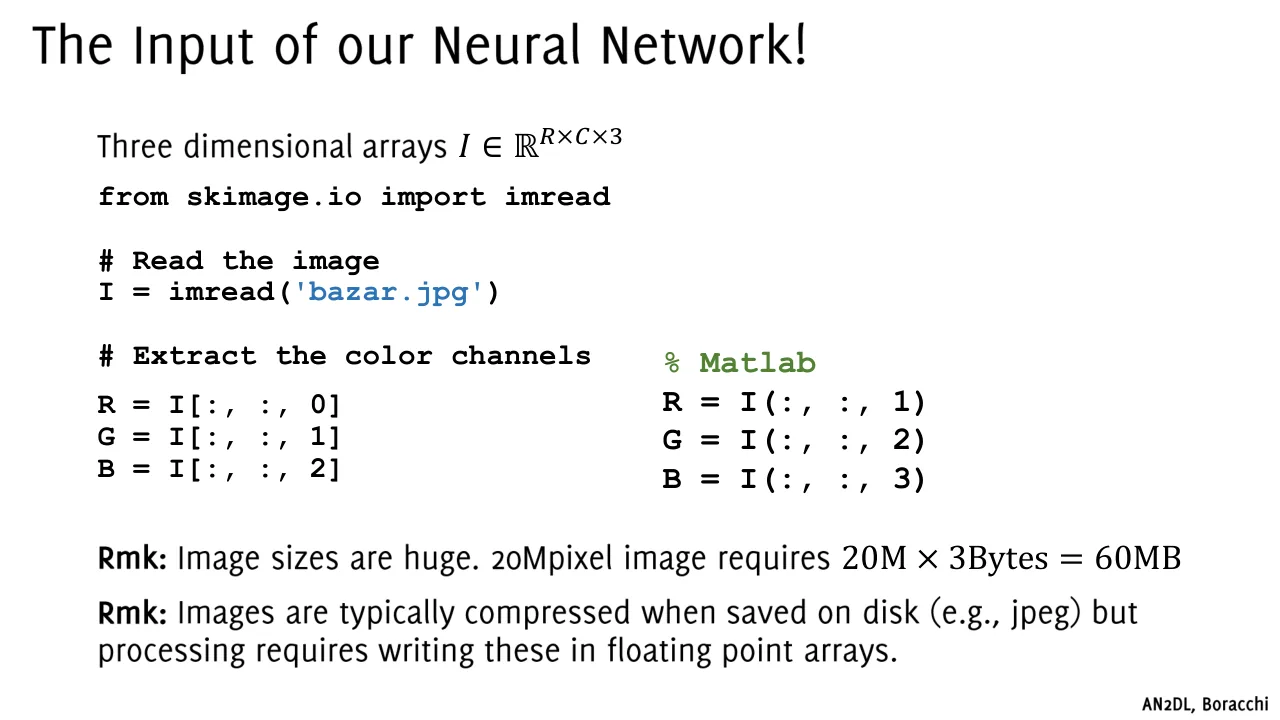 The Input of our Neural Network!
Three dimensional arrays I ∈ ℝ^{R×C×3}
from skimage.io import imread
# Read the image
I = imread('bazar.jpg')
# Extract the color channels
R = I[:, :, 0]
G = I[:, :, 1]
B = I[:, :, 2]
% Matlab
R = I(:, :, 1)
G = I(:, :, 2)
B = I(:, :, 3)
Rmk: Image sizes are huge. 20Mpixel image requires 20M × 3Bytes = 60MB
Rmk: Images are typically compressed when saved on disk (e.g., jpeg) but
processing requires writing these in floating point arrays.
AN2DL, Boracchi